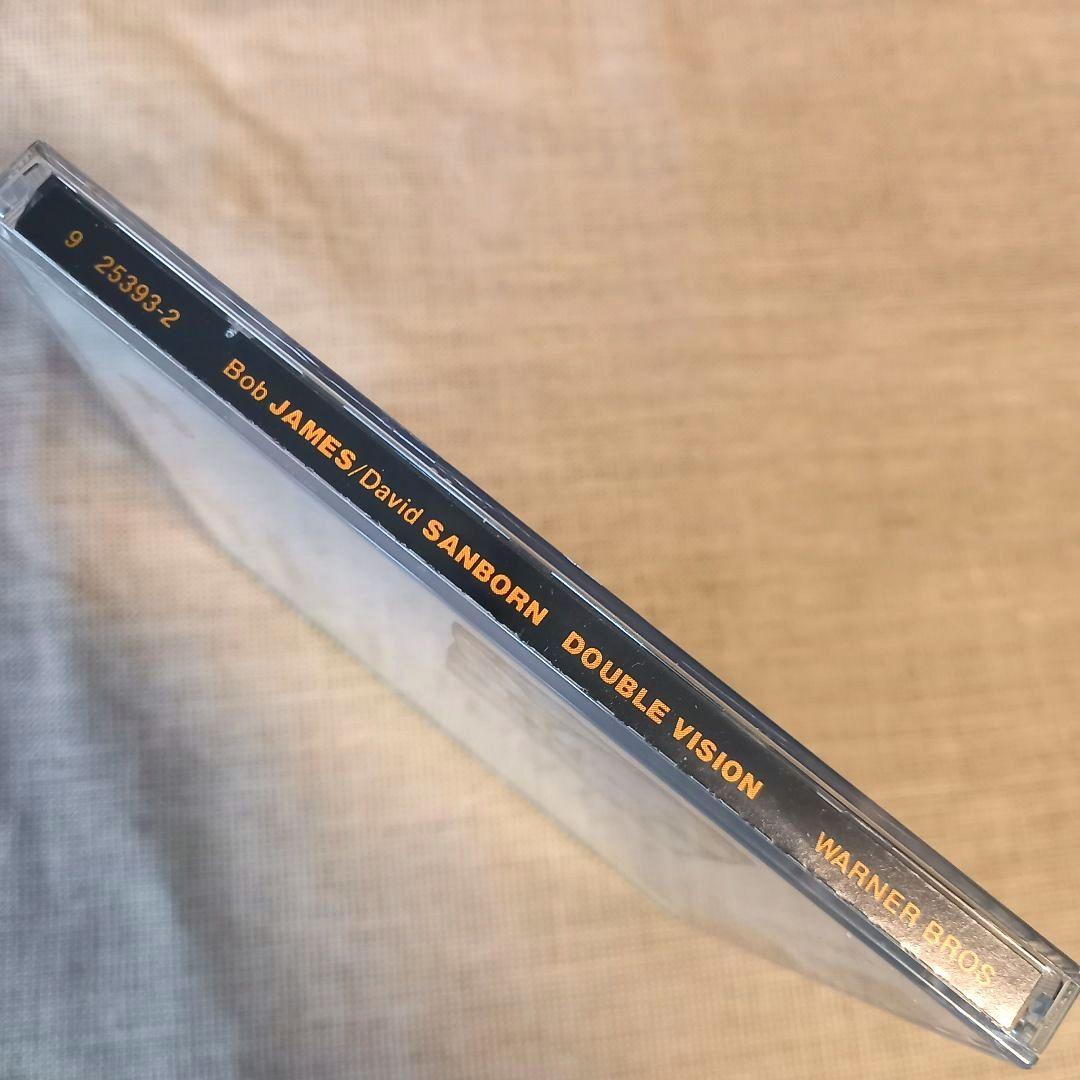 9 25393-2 Bob JAMES/David SANBORN DOUBLE VISION WARNER BROS